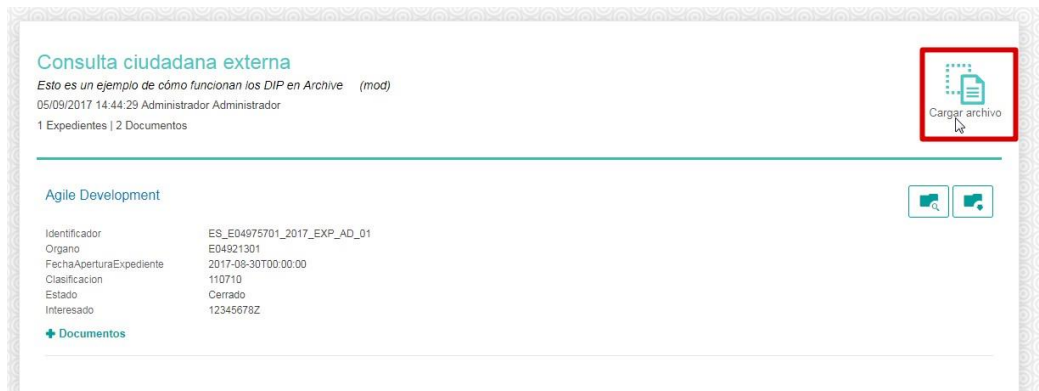 Consulta ciudadana externa
Esto es un ejemplo de cómo funcionan los DIP en Archive (mod)
05/09/2017 14:44:29 Administrador Administrador
1 Expedientes | 2 Documentos
Cargar archivo
Agile Development
Identificador ES_E04975701_2017_EXP_AD_01
Organo E04921301
FechaAperturaExpediente 2017-08-30T00:00:00
Clasificacion 110710
Estado Cerrado
Interesado 12345678Z
+ Documentos